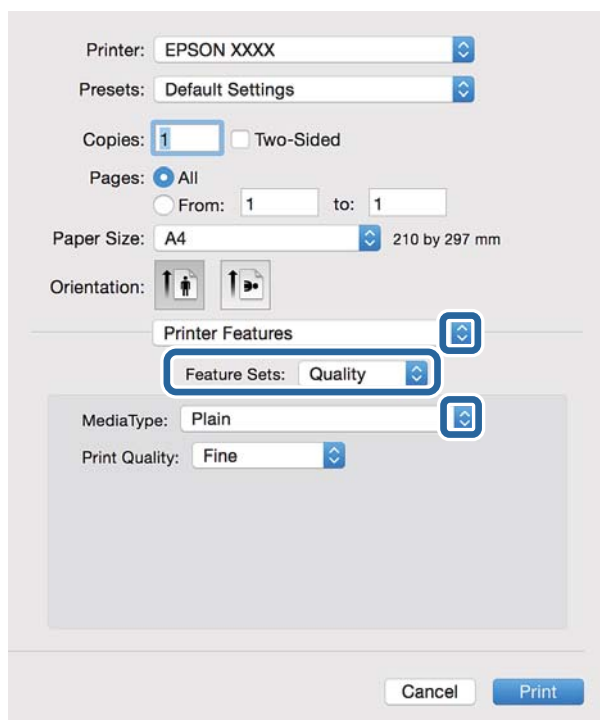 Printer: EPSON XXXX
Presets: Default Settings
Copies: 1 Two-Sided
Pages: All
From: 1 to: 1
Paper Size: A4 210 by 297 mm
Orientation:
Printer Features
Feature Sets: Quality
MediaType: Plain
Print Quality: Fine
Cancel Print